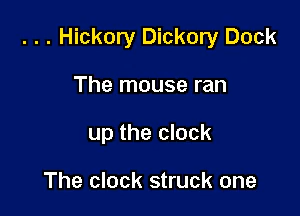 . . . Hickory Dickory Dock
The mouse ran
up the clock
The clock struck one